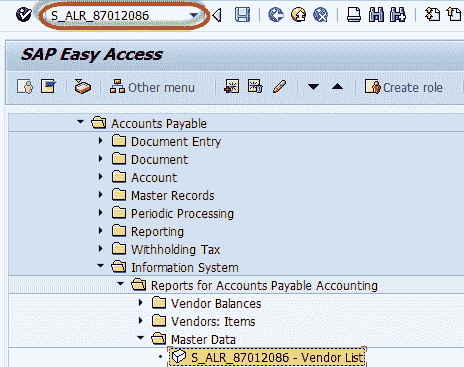 S_ALR_87012086
SAP Easy Access
Other menu
Create role
Accounts Payable
Document Entry
Document
Account
Master Records
Periodic Processing
Reporting
Withholding Tax
Information System
Reports for Accounts Payable Accounting
Vendor Balances
Vendors: Items
Master Data
S_ALR_87012086 - Vendor List